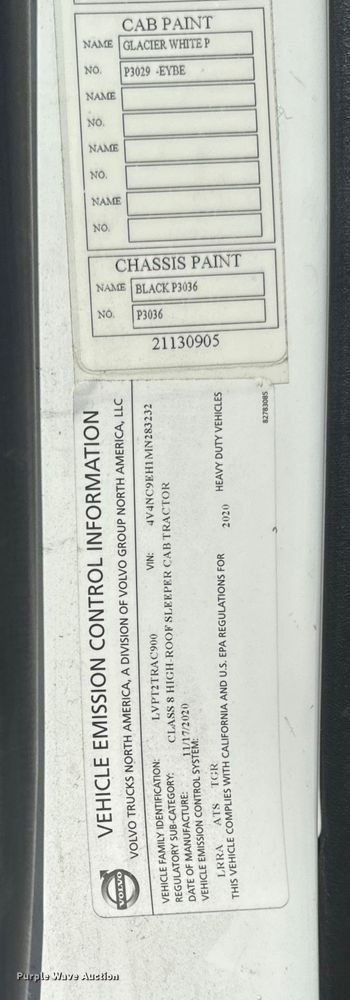 CAB PAINT
NAME GLACIER WHITE P
NO. P3029 -EYBE
NAME
NO.
NAME
NO.
NAME
NO.
CHASSIS PAINT
NAME BLACK P3036
NO. P3036
21130905
VOLVO
VEHICLE EMISSION CONTROL INFORMATION
VOLVO TRUCKS NORTH AMERICA, A DIVISION OF VOLVO GROUP NORTH AMERICA, LLC
VEHICLE FAMILY IDENTIFICATION: LVPT2TRAC900 VIN: 4V4NC9EH1MN283232
REGULATORY SUB-CATEGORY: CLASS 8 HIGH-ROOF SLEEPER CAB TRACTOR
DATE OF MANUFACTURE: 11/17/2020
VEHICLE EMISSION CONTROL SYSTEM:
LRRA ATS TGR
THIS VEHICLE COMPLIES WITH CALIFORNIA AND U.S. EPA REGULATIONS FOR 2020 HEAVY DUTY VEHICLES
82783085
Purple Wave Auction